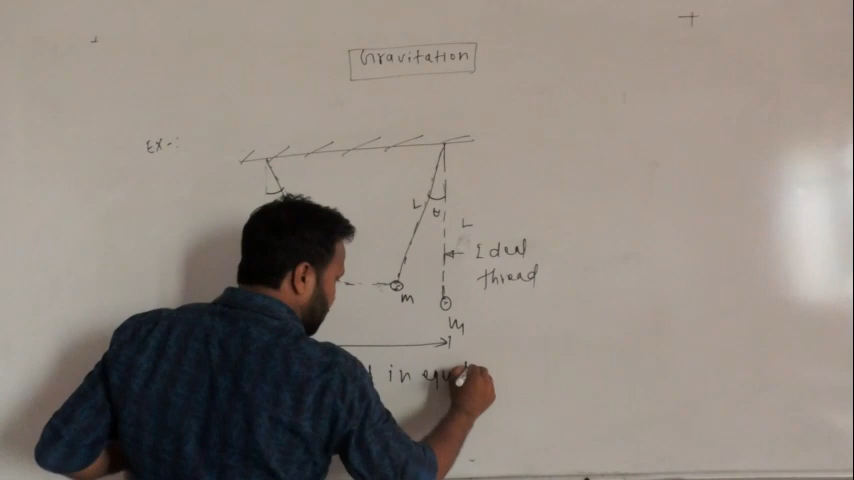 Gravitation
Ex-:
L
θ
L
Ideal
thread
m
m
in equ